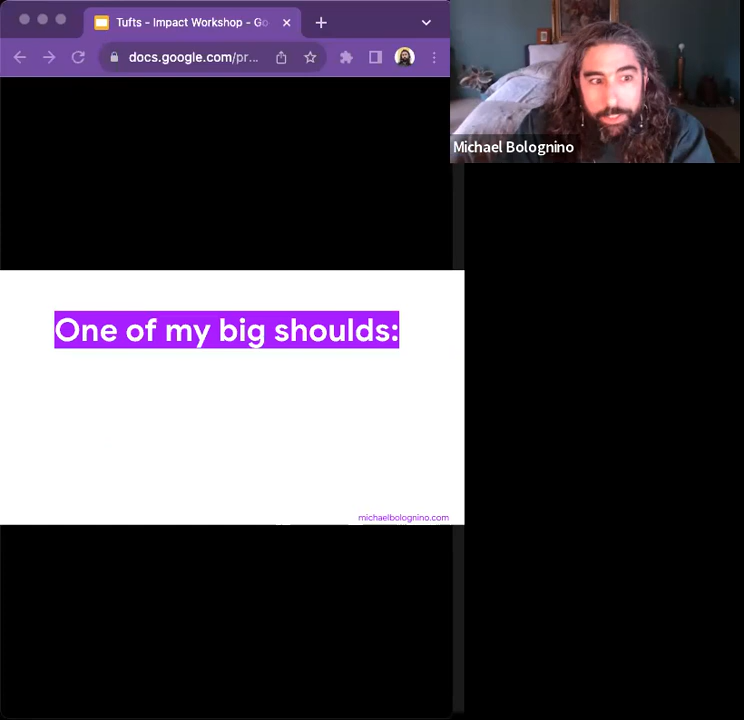 Tufts - Impact Workshop - Go
docs.google.com/pr...
Michael Bolognino
One of my big shoulds:
michaelbolognino.com